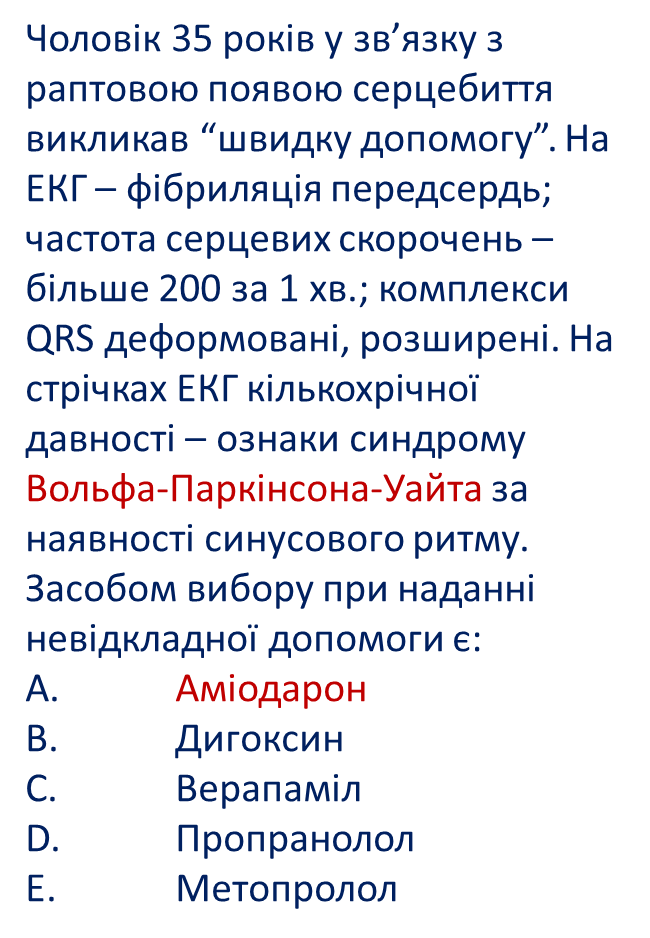 Чоловік 35 років у зв’язку з
раптовою появою серцебиття
викликав “швидку допомогу”. На
ЕКГ – фібриляція передсердь;
частота серцевих скорочень –
більше 200 за 1 хв.; комплекси
QRS деформовані, розширені. На
стрічках ЕКГ кількохрічної
давності – ознаки синдрому
Вольфа-Паркінсона-Уайта за
наявності синусового ритму.
Засобом вибору при наданні
невідкладної допомоги є:
A. Аміодарон
B. Дигоксин
C. Верапаміл
D. Пропранолол
E. Метопролол